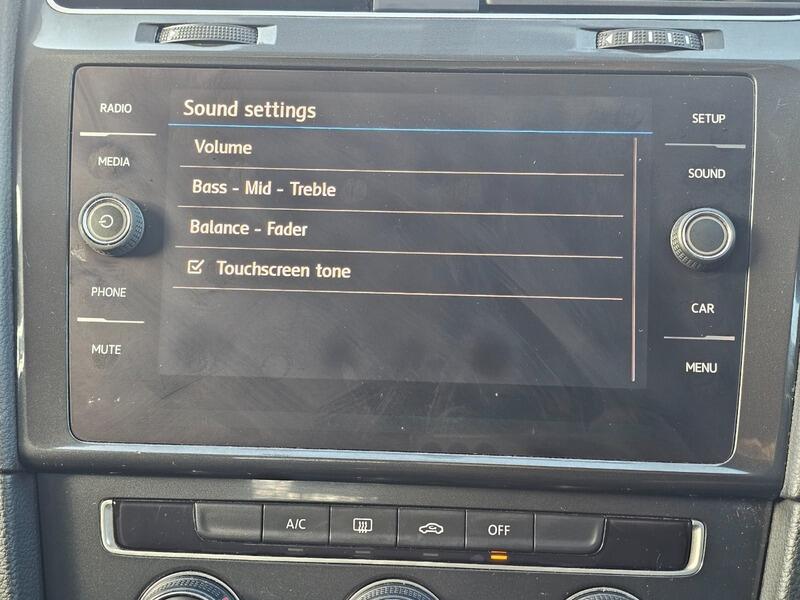 RADIO
MEDIA
PHONE
MUTE
Sound settings
Volume
Bass - Mid - Treble
Balance - Fader
Touchscreen tone
SETUP
SOUND
CAR
MENU
A/C
OFF